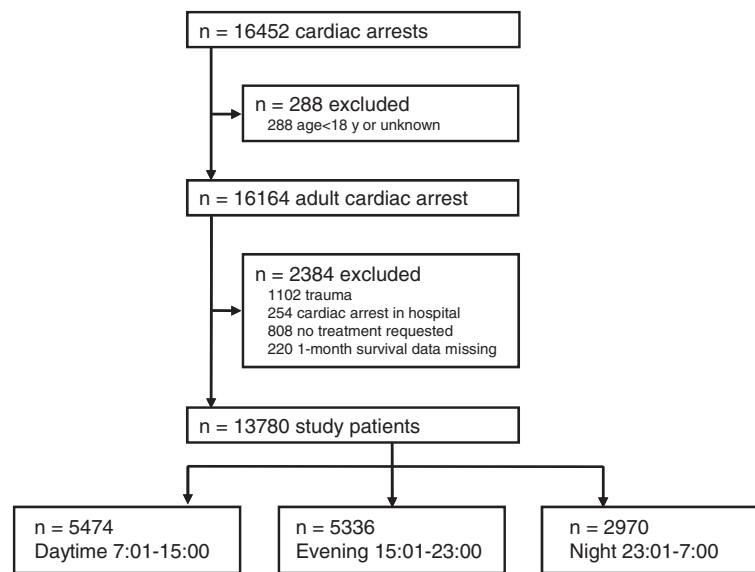 n = 16452 cardiac arrests
n = 288 excluded
288 age<18 y or unknown
n = 16164 adult cardiac arrest
n = 2384 excluded
1102 trauma
254 cardiac arrest in hospital
808 no treatment requested
220 1-month survival data missing
n = 13780 study patients
n = 5474
Daytime 7:01-15:00
n = 5336
Evening 15:01-23:00
n = 2970
Night 23:01-7:00